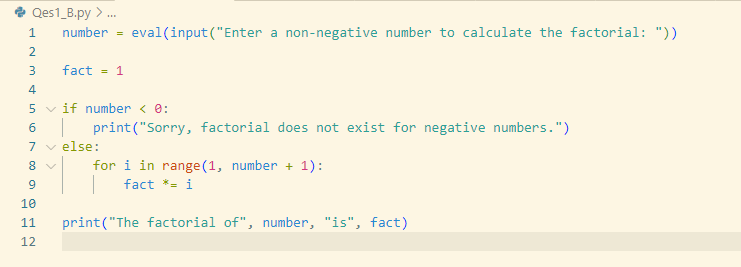 Qes1_B.py > ...
1 number = eval(input("Enter a non-negative number to calculate the factorial: "))
2
3 fact = 1
4
5 if number < 0:
6     print("Sorry, factorial does not exist for negative numbers.")
7 else:
8     for i in range(1, number + 1):
9         fact *= i
10
11 print("The factorial of", number, "is", fact)
12